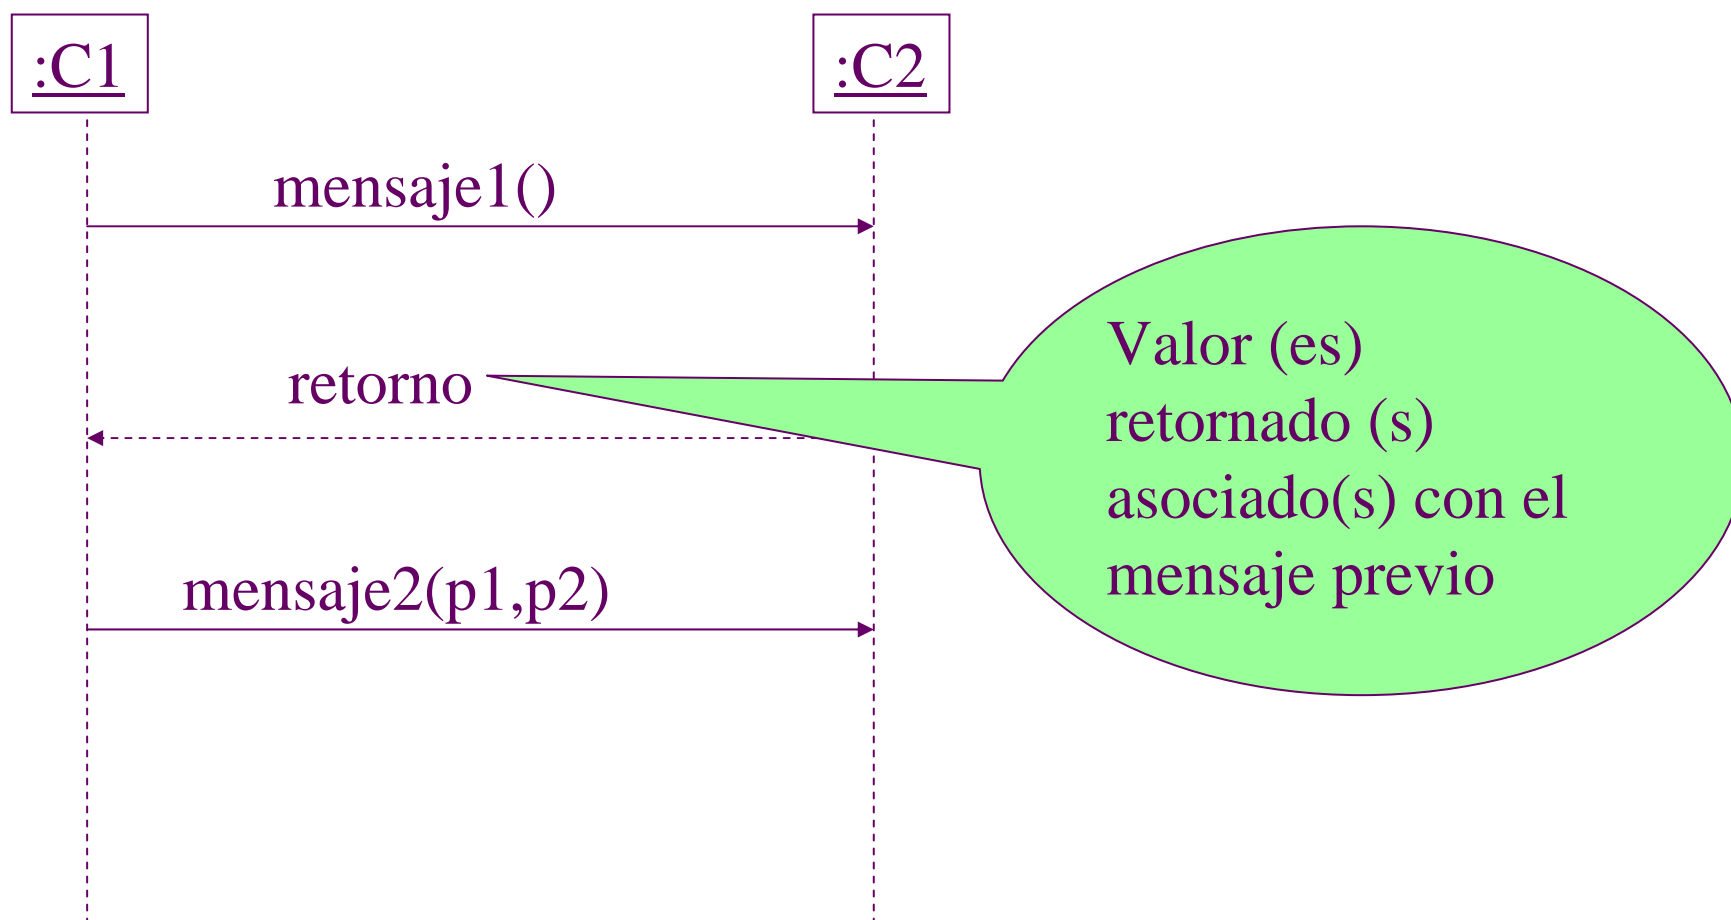 :C1
:C2
mensaje1()
retorno
Valor (es)
retornado (s)
asociado(s) con el
mensaje previo
mensaje2(p1,p2)